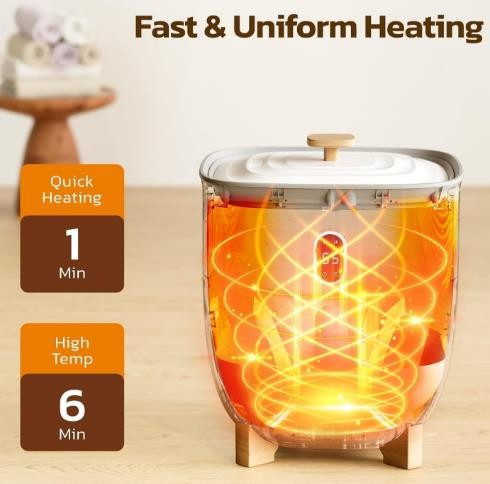 Fast & Uniform Heating
Quick
Heating
1
Min
High
Temp
6
Min